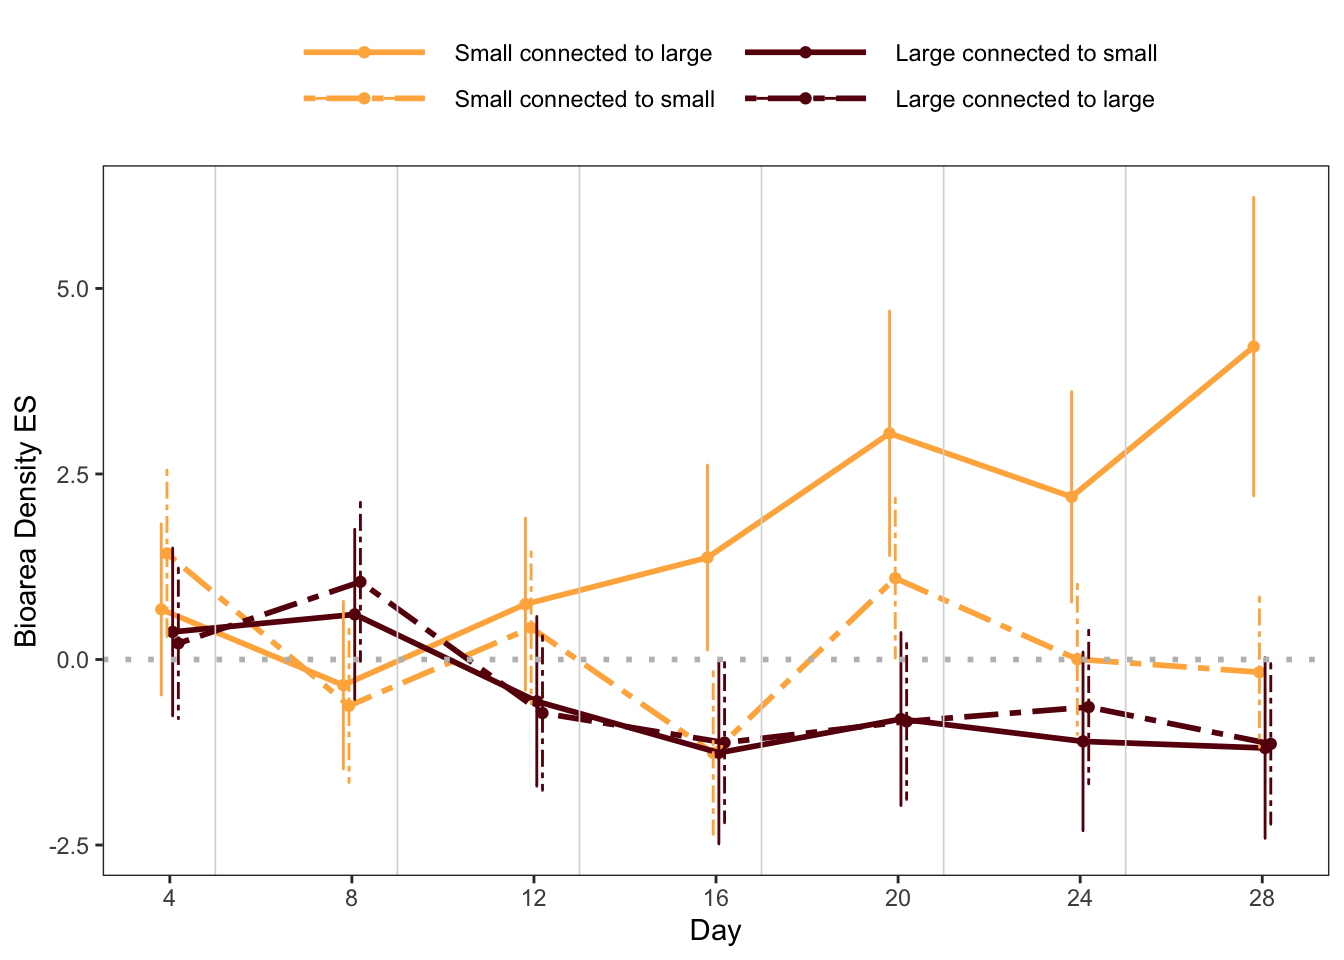 Small connected to large
Large connected to small
Small connected to small
Large connected to large
Bioarea Density ES
5.0
2.5
0.0
-2.5
4 8 12 16 20 24 28
Day